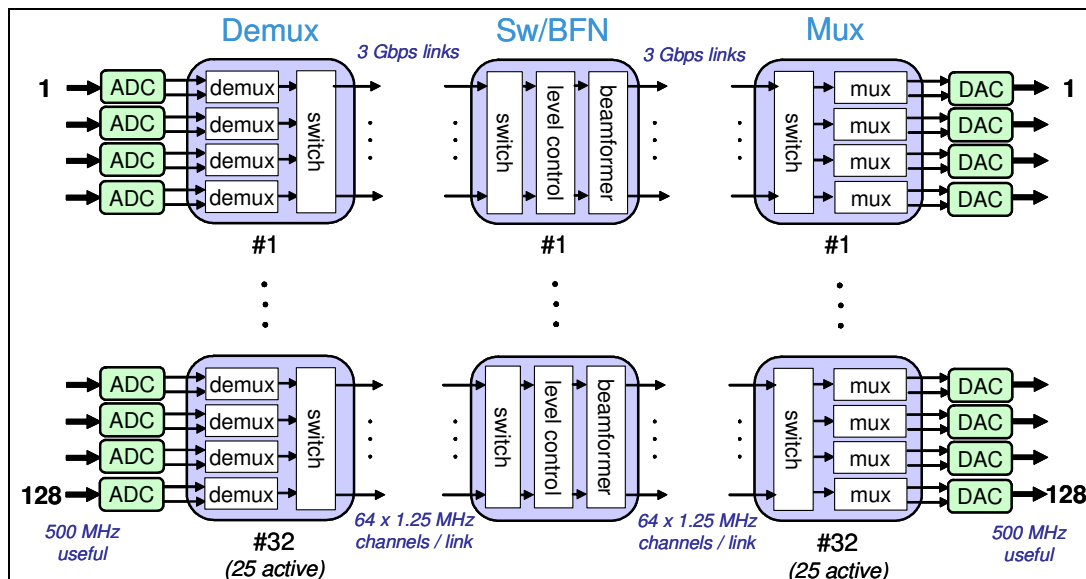 Demux
Sw/BFN
Mux
3 Gbps links
3 Gbps links
1
ADC
ADC
ADC
ADC
demux
demux
demux
demux
switch
#1
switch
level control
beamformer
#1
switch
mux
mux
mux
mux
#1
DAC
DAC
DAC
DAC
1
ADC
ADC
ADC
128
ADC
500 MHz
useful
demux
demux
demux
demux
switch
#32
(25 active)
64 x 1.25 MHz
channels / link
switch
level control
beamformer
64 x 1.25 MHz
channels / link
switch
mux
mux
mux
mux
#32
(25 active)
DAC
DAC
DAC
DAC
128
500 MHz
useful